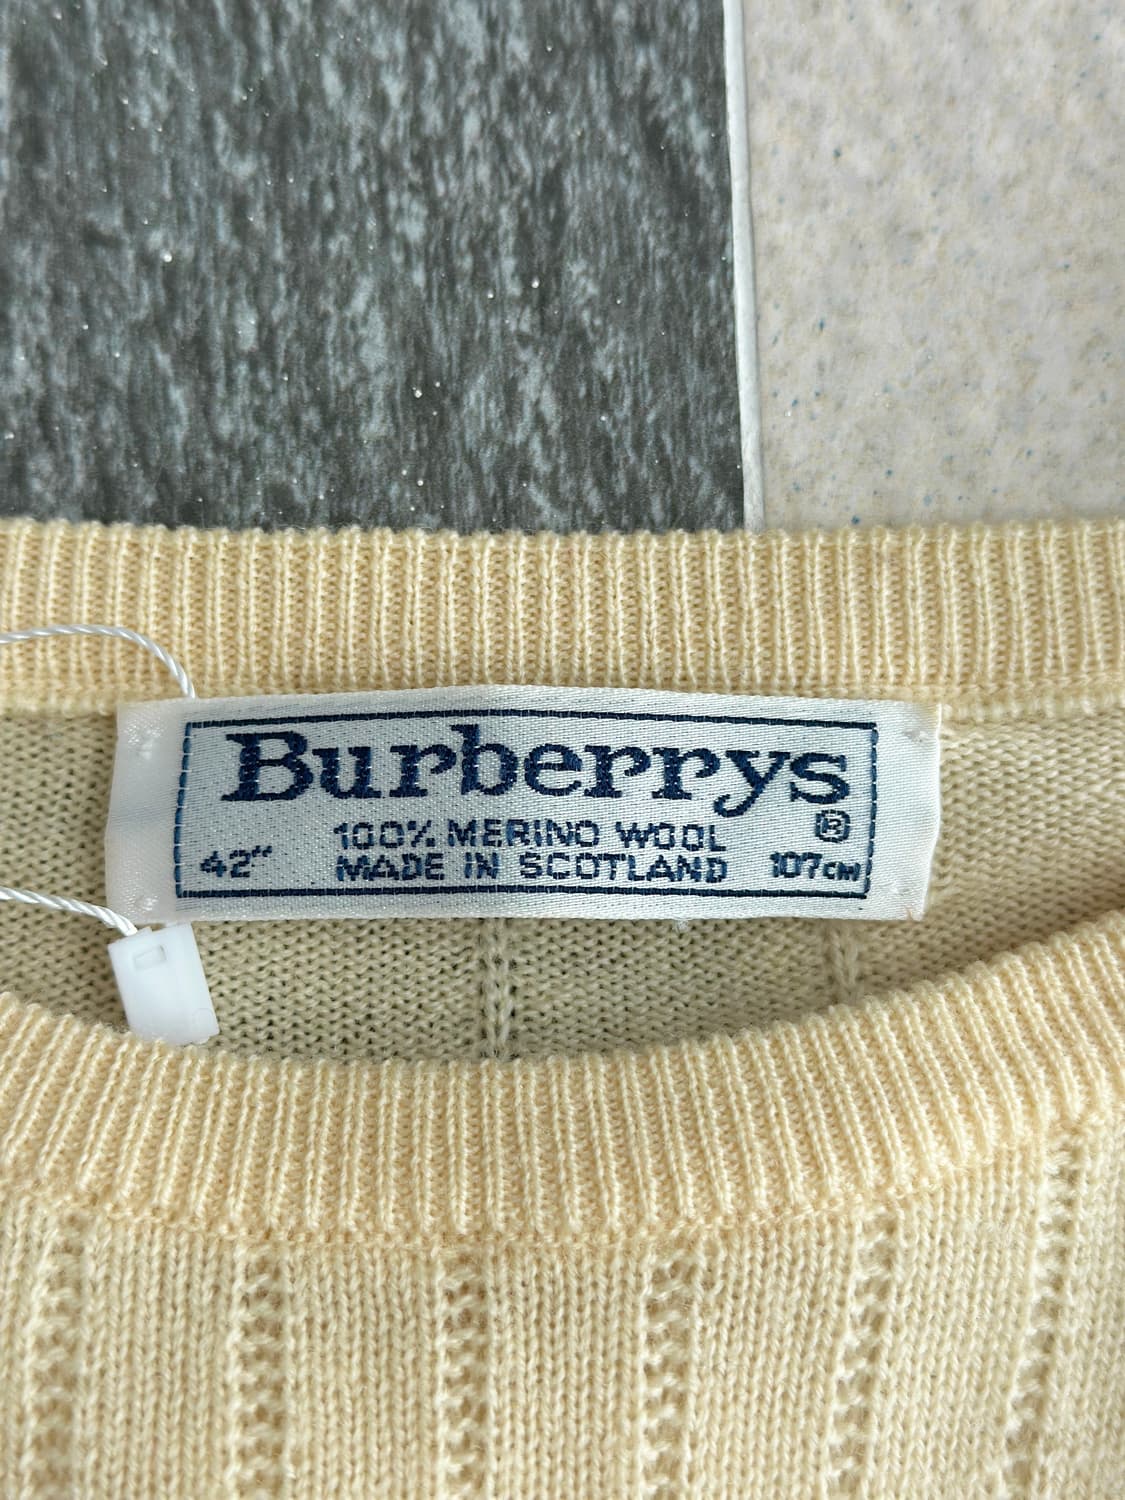 Burberrys
®
100% MERINO WOOL
42" MADE IN SCOTLAND 107CM